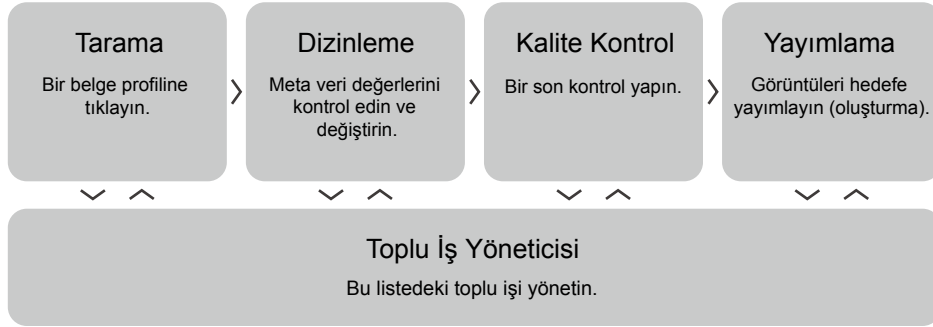 Tarama
Bir belge profiline
tıklayın.
Dizinleme
Meta veri değerlerini
kontrol edin ve
değiştirin.
Kalite Kontrol
Bir son kontrol yapın.
Yayımlama
Görüntüleri hedefe
yayımlayın (oluşturma).
Toplu İş Yöneticisi
Bu listedeki toplu işi yönetin.